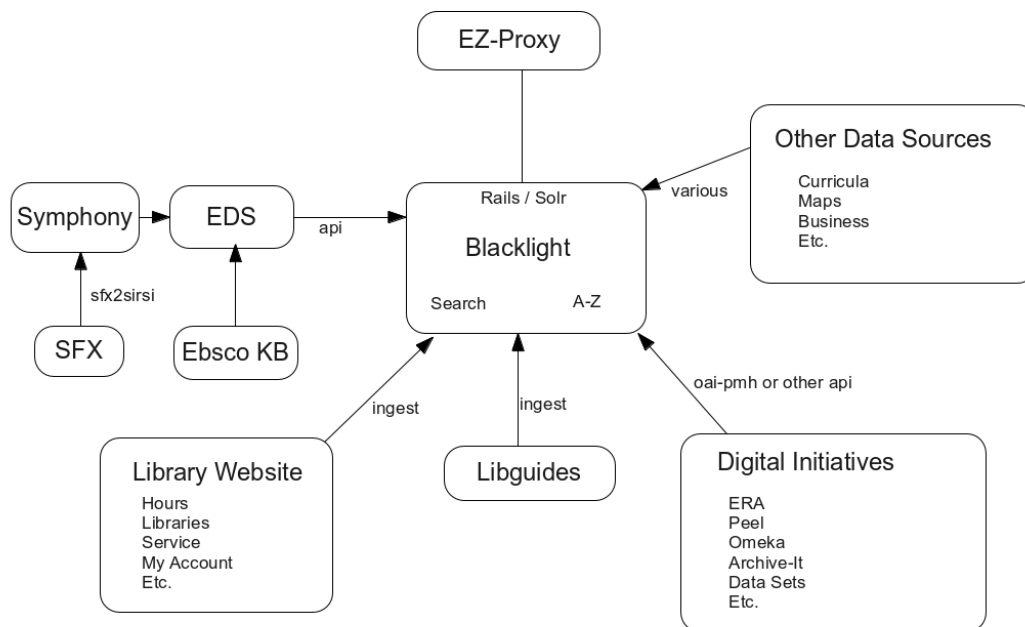 EZ-Proxy
Other Data Sources
Curricula
Maps
Business
Etc.
various
Symphony
EDS
api
Rails / Solr
Blacklight
Search
A-Z
sfx2sirsi
SFX
Ebsco KB
ingest
ingest
oai-pmh or other api
Library Website
Hours
Libraries
Service
My Account
Etc.
Libguides
Digital Initiatives
ERA
Peel
Omeka
Archive-It
Data Sets
Etc.